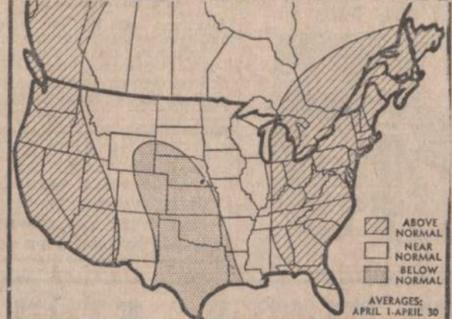 ABOVE
NORMAL
NEAR
NORMAL
BELOW
NORMAL
AVERAGES:
APRIL 1-APRIL 30